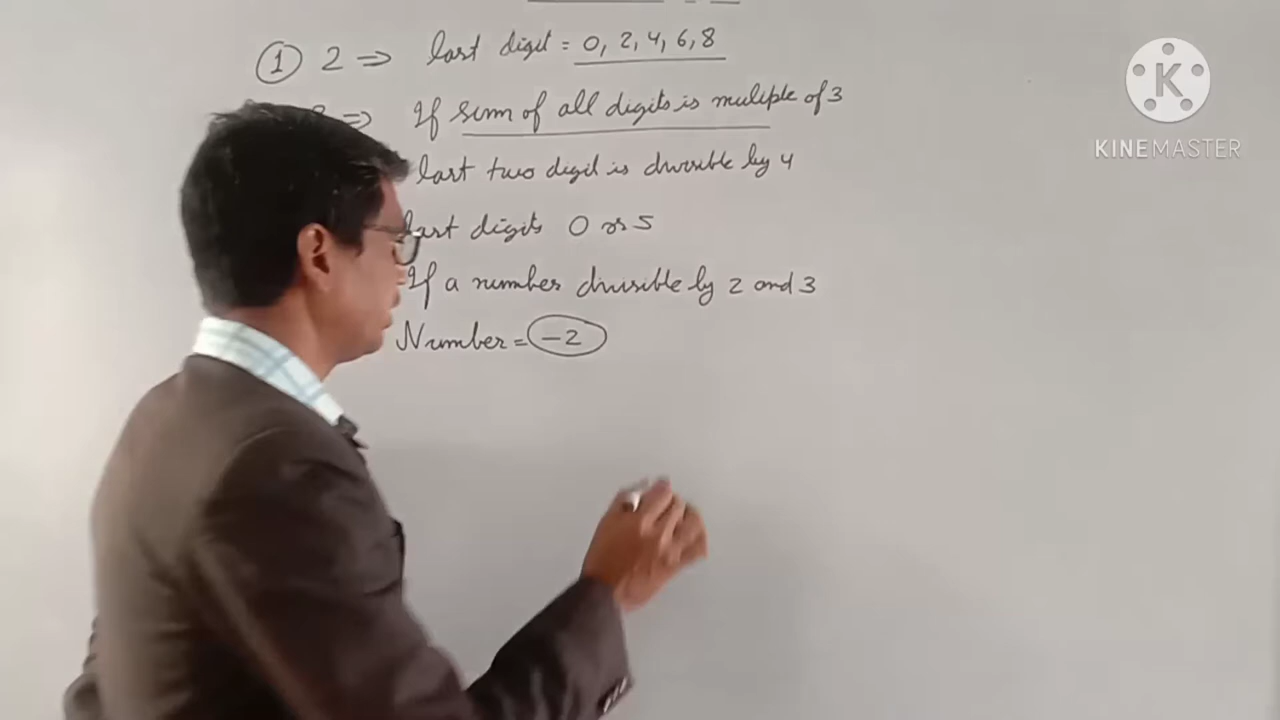 ① 2 ⇒ last digit = 0, 2, 4, 6, 8
⇒ If sum of all digits is muliple of 3
last two digit is divisible by 4
last digits 0 or 5
If a number divisible by 2 and 3
Number = -2
K
KINEMASTER